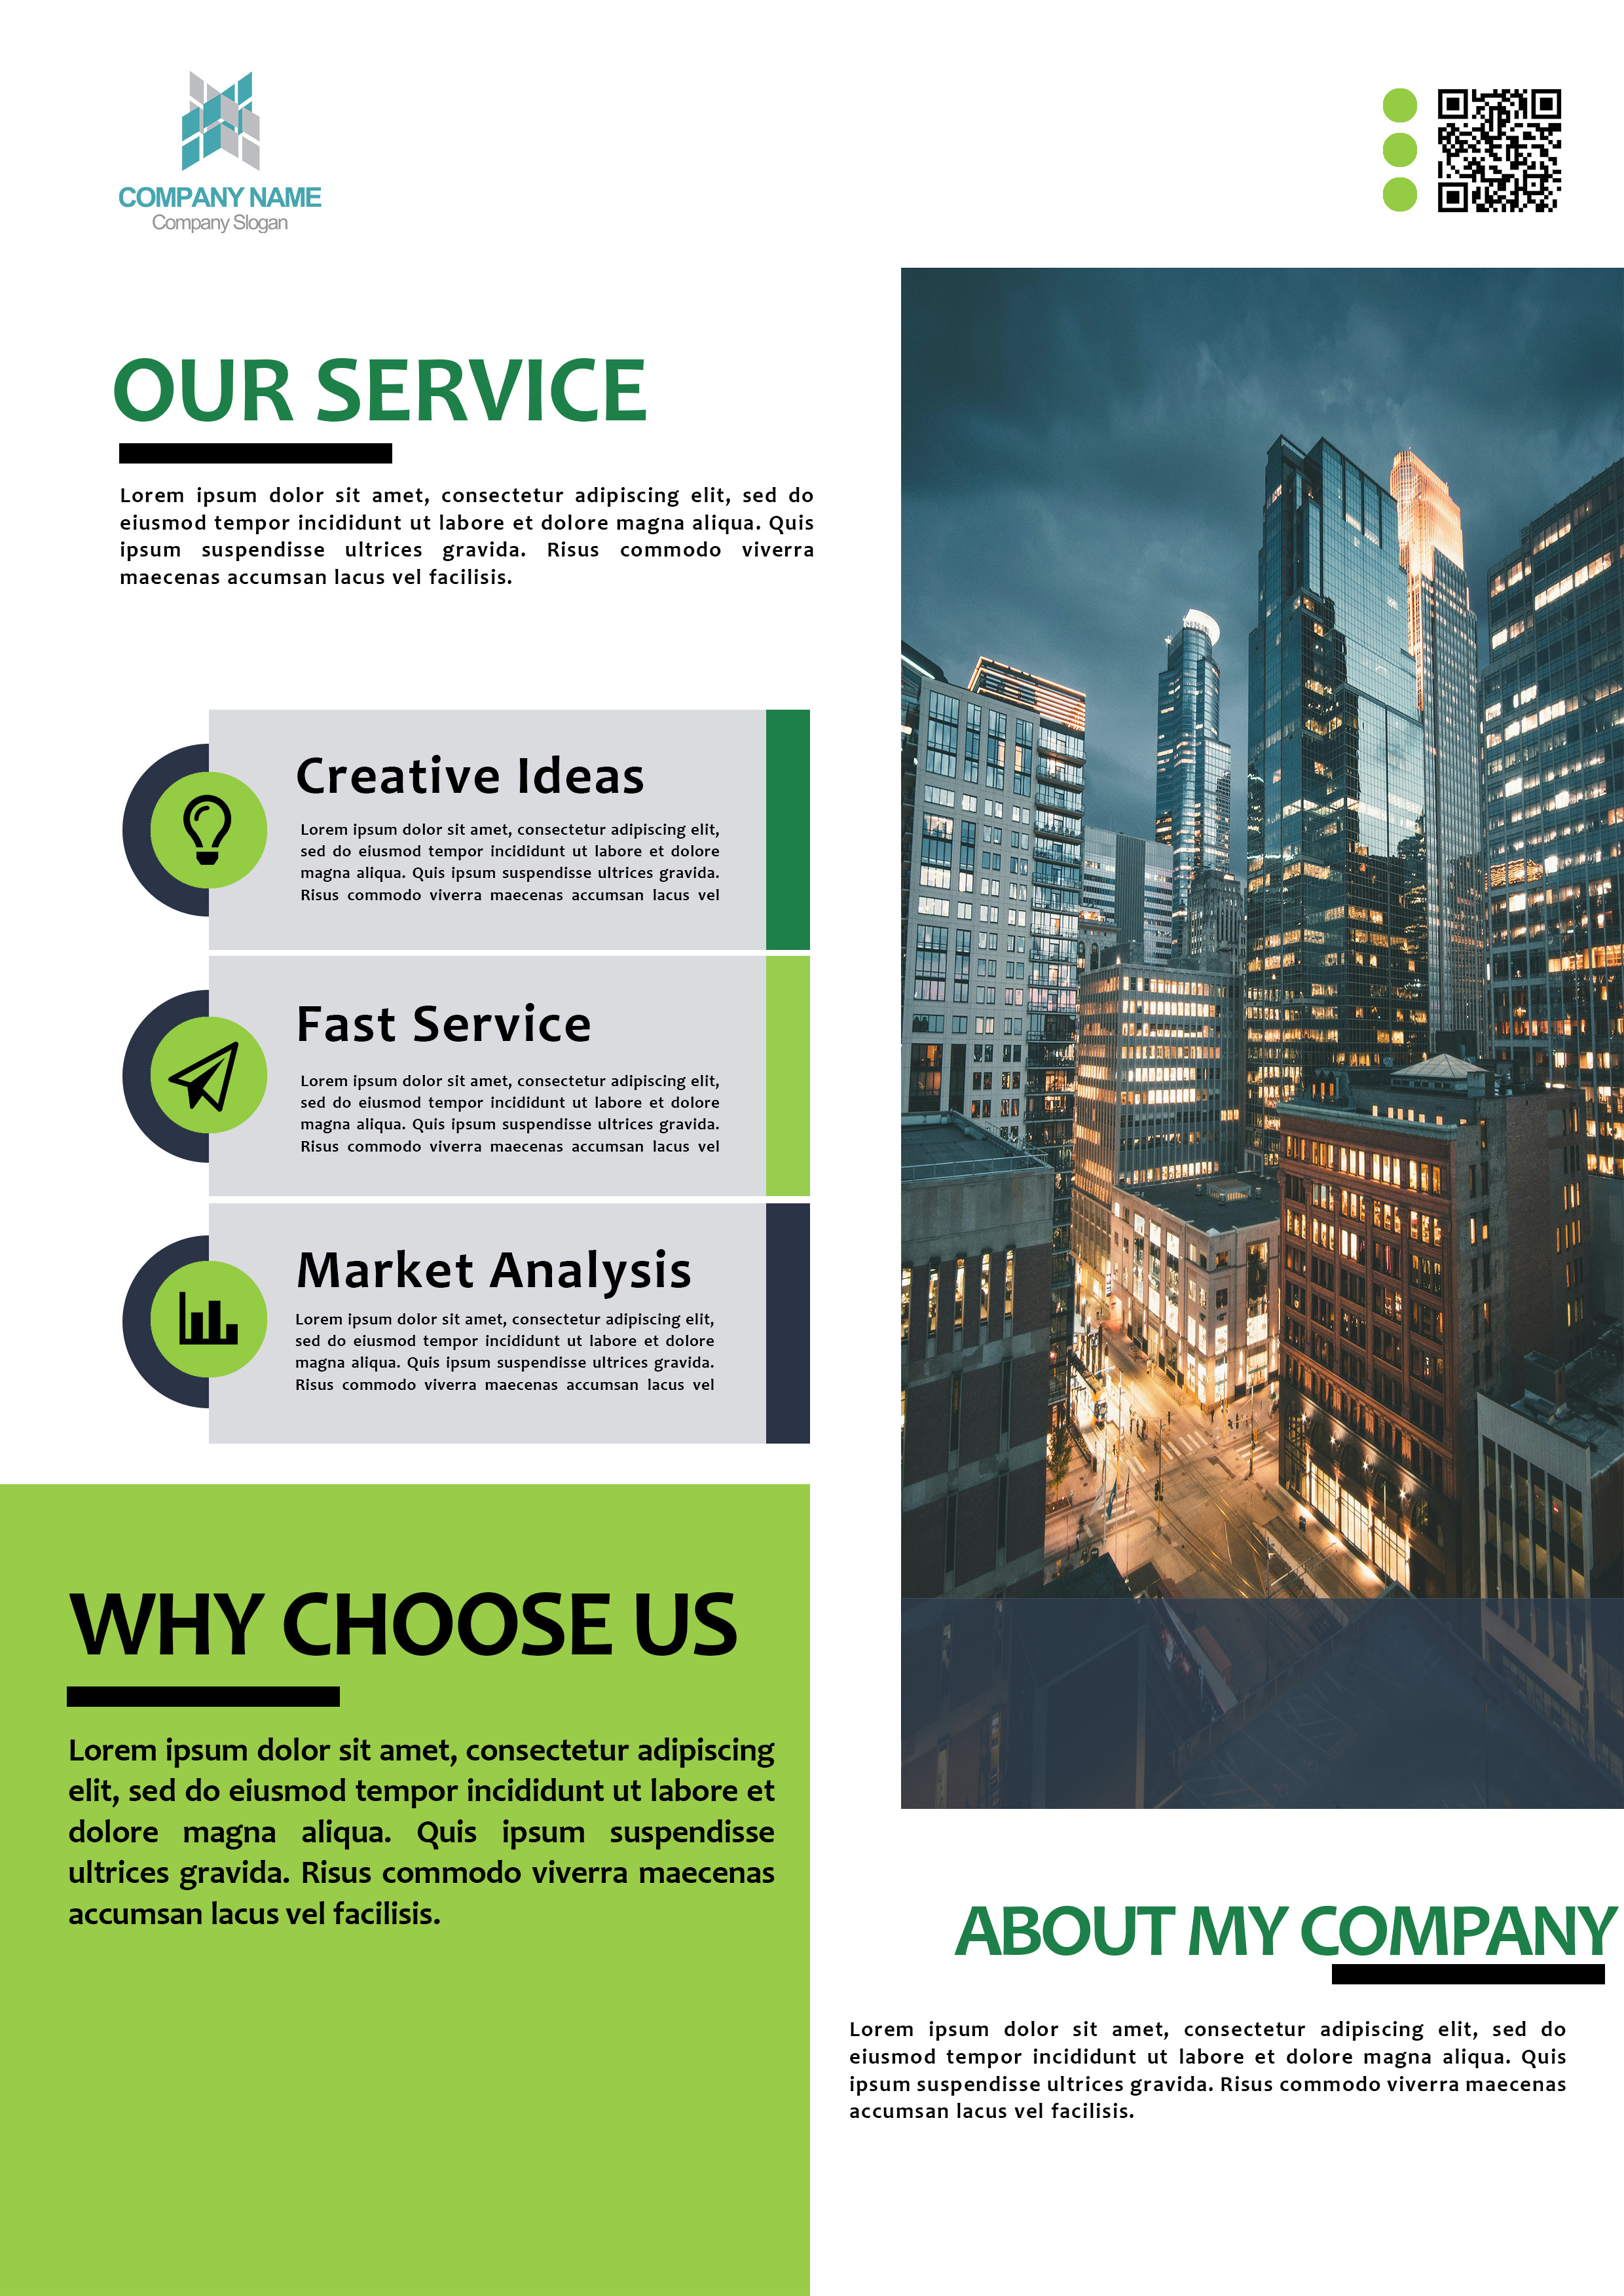 COMPANY NAME
Company Slogan
OUR SERVICE
Lorem ipsum dolor sit amet, consectetur adipiscing elit, sed do
eiusmod tempor incididunt ut labore et dolore magna aliqua. Quis
ipsum suspendisse ultrices gravida. Risus commodo viverra
maecenas accumsan lacus vel facilisis.
Creative Ideas
Lorem ipsum dolor sit amet, consectetur adipiscing elit,
sed do eiusmod tempor incididunt ut labore et dolore
magna aliqua. Quis ipsum suspendisse ultrices gravida.
Risus commodo viverra maecenas accumsan lacus vel
Fast Service
Lorem ipsum dolor sit amet, consectetur adipiscing elit,
sed do eiusmod tempor incididunt ut labore et dolore
magna aliqua. Quis ipsum suspendisse ultrices gravida.
Risus commodo viverra maecenas accumsan lacus vel
Market Analysis
Lorem ipsum dolor sit amet, consectetur adipiscing elit,
sed do eiusmod tempor incididunt ut labore et dolore
magna aliqua. Quis ipsum suspendisse ultrices gravida.
Risus commodo viverra maecenas accumsan lacus vel
WHY CHOOSE US
Lorem ipsum dolor sit amet, consectetur adipiscing
elit, sed do eiusmod tempor incididunt ut labore et
dolore magna aliqua. Quis ipsum suspendisse
ultrices gravida. Risus commodo viverra maecenas
accumsan lacus vel facilisis.
ABOUT MY COMPANY
Lorem ipsum dolor sit amet, consectetur adipiscing elit, sed do
eiusmod tempor incididunt ut labore et dolore magna aliqua. Quis
ipsum suspendisse ultrices gravida. Risus commodo viverra maecenas
accumsan lacus vel facilisis.